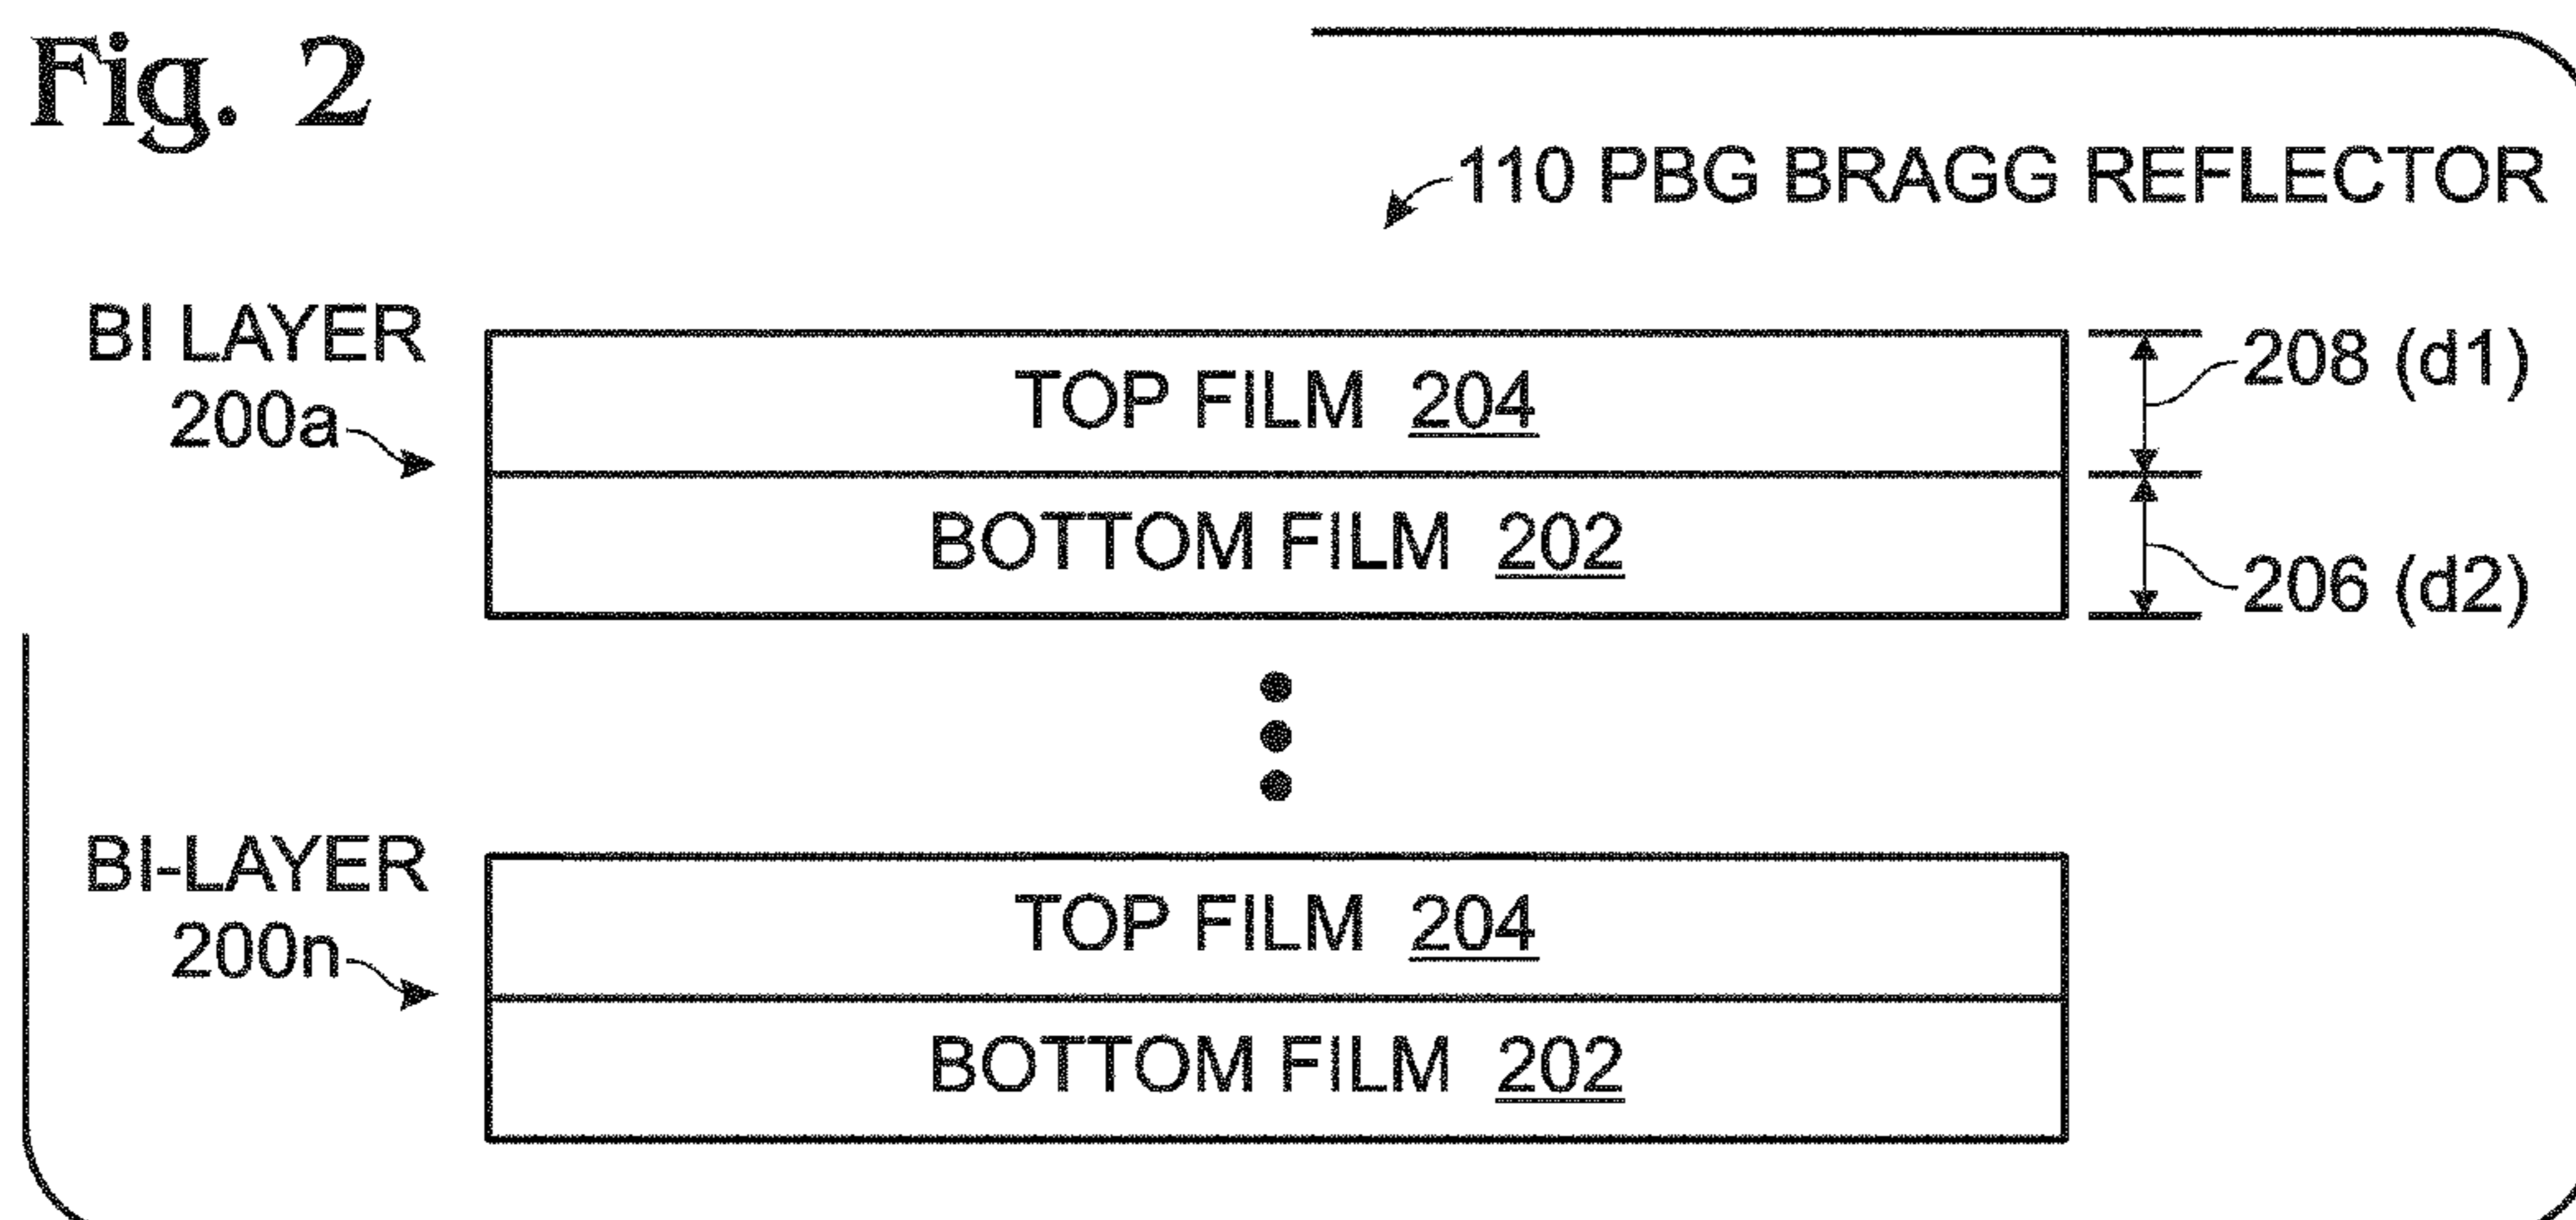 Fig. 2
110 PBG BRAGG REFLECTOR
BI LAYER
200a
TOP FILM 204
208 (d1)
BOTTOM FILM 202
206 (d2)
BI-LAYER
200n
TOP FILM 204
BOTTOM FILM 202